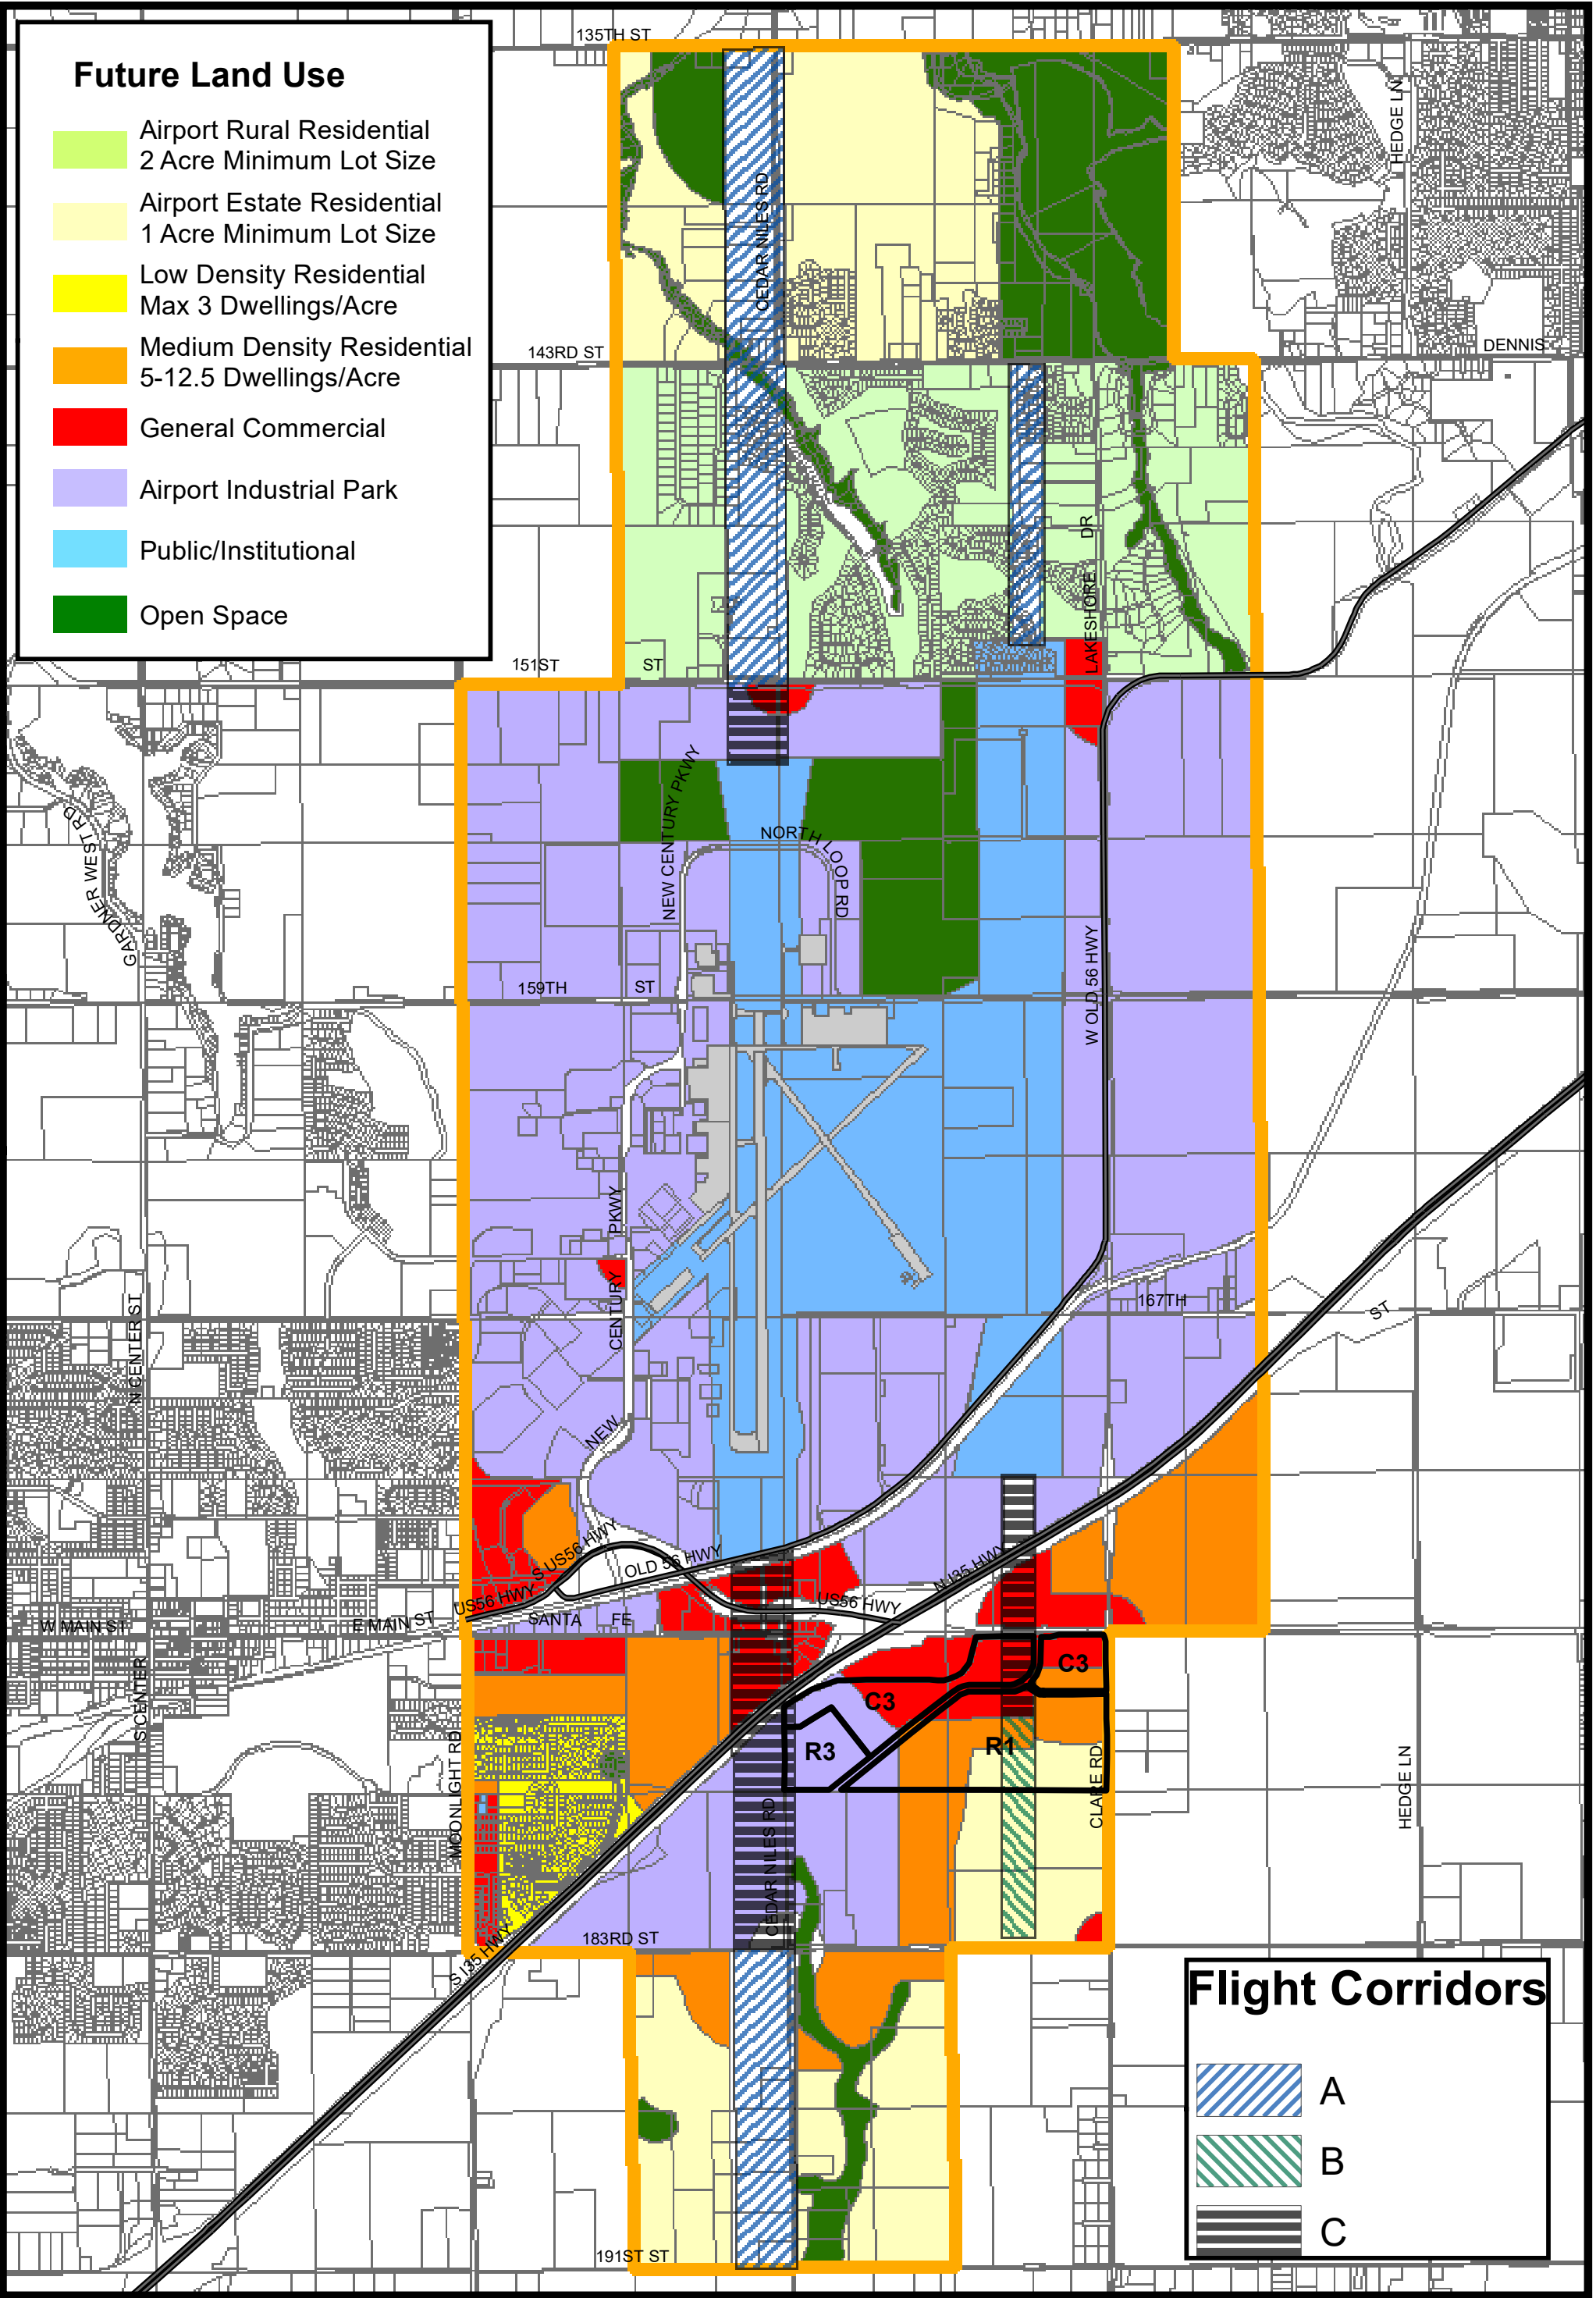 135TH ST
Future Land Use
Airport Rural Residential
2 Acre Minimum Lot Size
Airport Estate Residential
1 Acre Minimum Lot Size
Low Density Residential
Max 3 Dwellings/Acre
Medium Density Residential
5-12.5 Dwellings/Acre
General Commercial
Airport Industrial Park
Public/Institutional
Open Space
HEDGE LN
CEDAR NILES RD
143RD ST
DENNIS
LAKESHORE DR
151ST ST
NEW CENTURY PKWY
NORTH LOOP RD
GARDNER WEST RD
159TH ST
W OLD 56 HWY
NEW CENTURY PKWY
167TH ST
N CENTER ST
S US56 HWY
OLD 56 HWY
US56 HWY
US56 HWY
N I35 HWY
W MAIN ST
E MAIN ST
SANTA FE
S CENTER
MOONLIGHT RD
C3
C3
R3
R1
CLARE RD
HEDGE LN
CEDAR NILES RD
183RD ST
S I35 HWY
191ST ST
Flight Corridors
A
B
C